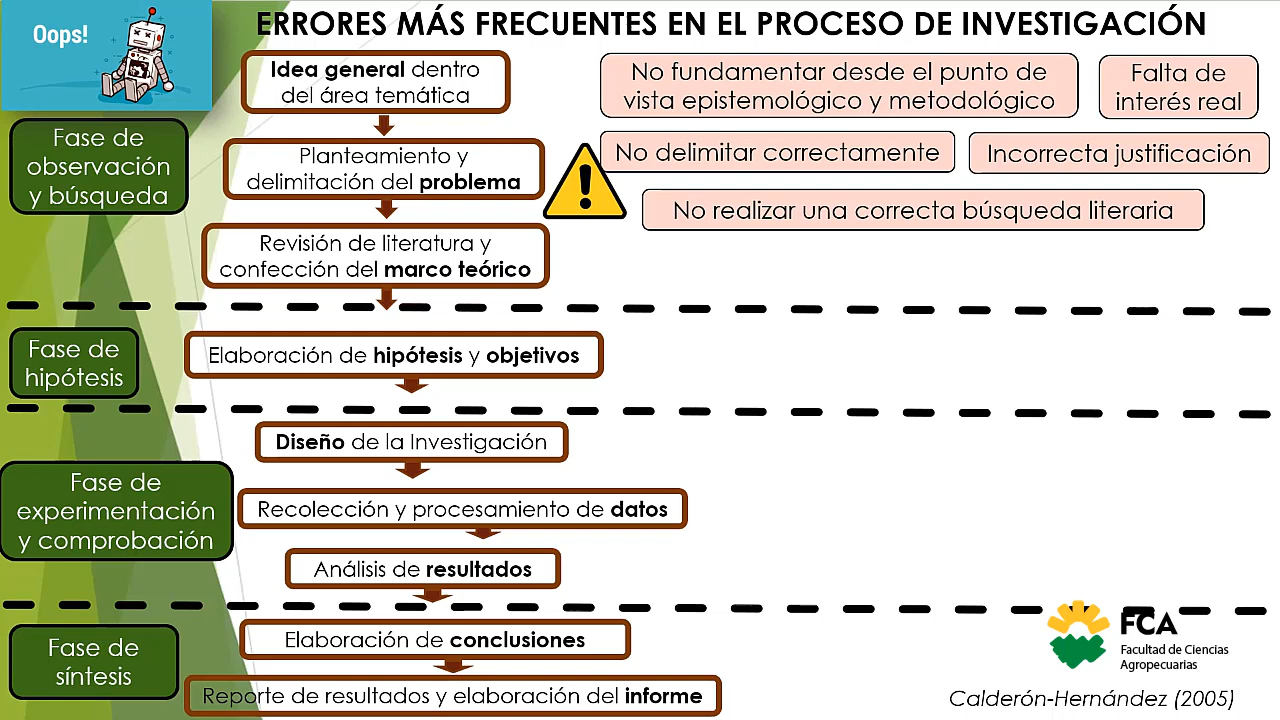 Oops!
ERRORES MÁS FRECUENTES EN EL PROCESO DE INVESTIGACIÓN
Idea general dentro
del área temática
No fundamentar desde el punto de
vista epistemológico y metodológico
Falta de
interés real
Fase de
observación
y búsqueda
Planteamiento y
delimitación del problema
No delimitar correctamente
Incorrecta justificación
No realizar una correcta búsqueda literaria
Revisión de literatura y
confección del marco teórico
Fase de
hipótesis
Elaboración de hipótesis y objetivos
Diseño de la Investigación
Fase de
experimentación
y comprobación
Recolección y procesamiento de datos
Análisis de resultados
Fase de
síntesis
Elaboración de conclusiones
Reporte de resultados y elaboración del informe
FCA
Facultad de Ciencias
Agropecuarias
Calderón-Hernández (2005)